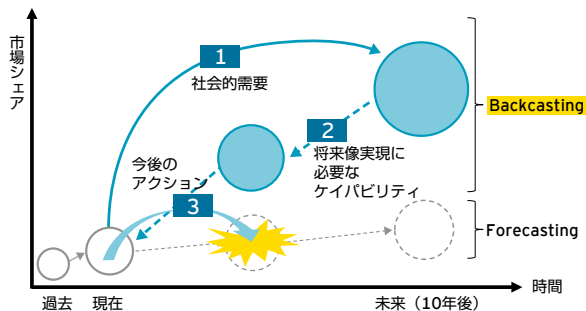 市場シェア
1
社会的需要
Backcasting
2
将来像実現に
必要な
ケイパビリティ
今後の
アクション
3
Forecasting
時間
過去
現在
未来（10年後）